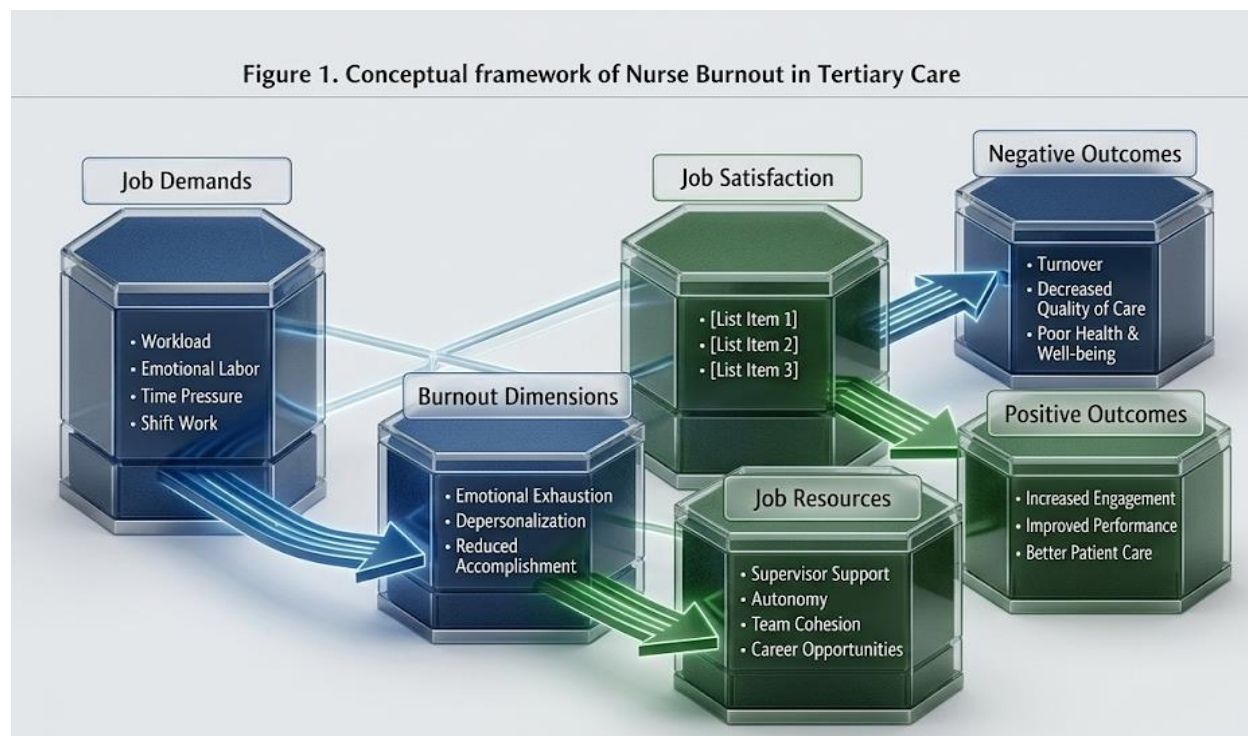 Figure 1. Conceptual framework of Nurse Burnout in Tertiary Care
Job Demands
• Workload
• Emotional Labor
• Time Pressure
• Shift Work
Burnout Dimensions
• Emotional Exhaustion
• Depersonalization
• Reduced
Accomplishment
Job Satisfaction
• [List Item 1]
• [List Item 2]
• [List Item 3]
Job Resources
• Supervisor Support
• Autonomy
• Team Cohesion
• Career Opportunities
Negative Outcomes
• Turnover
• Decreased
Quality of Care
• Poor Health &
Well-being
Positive Outcomes
• Increased Engagement
• Improved Performance
• Better Patient Care